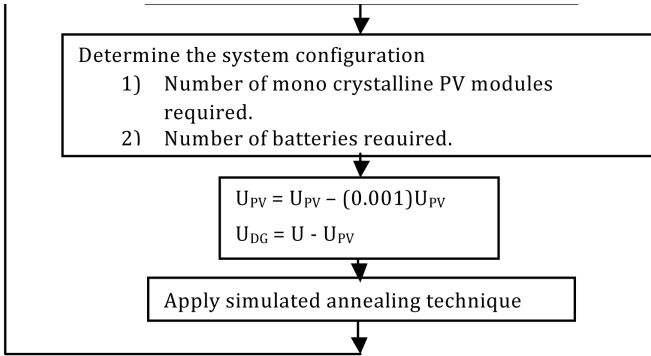 Determine the system configuration
1) Number of mono crystalline PV modules
required.
2) Number of batteries required.
U_PV = U_PV – (0.001)U_PV
U_DG = U - U_PV
Apply simulated annealing technique